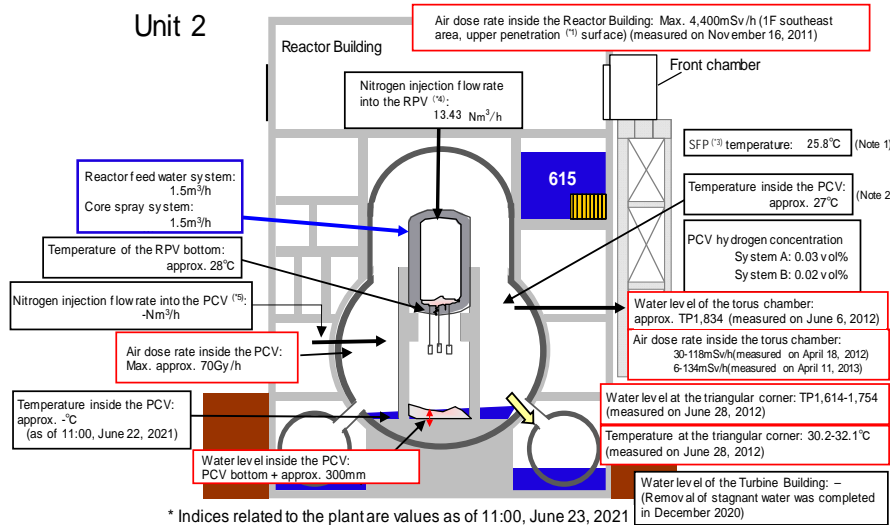 Unit 2
Air dose rate inside the Reactor Building: Max. 4,400mSv/h (1F southeast
area, upper penetration (*1) surface) (measured on November 16, 2011)
Reactor Building
Front chamber
Nitrogen injection flow rate
into the RPV (*4):
13.43 Nm3/h
SFP (*3) temperature: 25.8°C (Note 1)
Reactor feed water system:
1.5m3/h
Core spray system:
1.5m3/h
615
Temperature inside the PCV:
approx. 27°C
(Note 2
Temperature of the RPV bottom:
approx. 28°C
PCV hydrogen concentration
System A: 0.03 vol%
System B: 0.02 vol%
Nitrogen injection flow rate into the PCV (*5):
-Nm3/h
Water level of the torus chamber:
approx. TP1,834 (measured on June 6, 2012)
Air dose rate inside the PCV:
Max. approx. 70Gy/h
Air dose rate inside the torus chamber:
30-118mSv/h(measured on April 18, 2012)
6-134mSv/h(measured on April 11, 2013)
Temperature inside the PCV:
approx. -°C
(as of 11:00, June 22, 2021)
Water level at the triangular corner: TP1,614-1,754
(measured on June 28, 2012)
Temperature at the triangular corner: 30.2-32.1°C
(measured on June 28, 2012)
Water level inside the PCV:
PCV bottom + approx. 300mm
Water level of the Turbine Building: –
(Removal of stagnant water was completed
in December 2020)
* Indices related to the plant are values as of 11:00, June 23, 2021